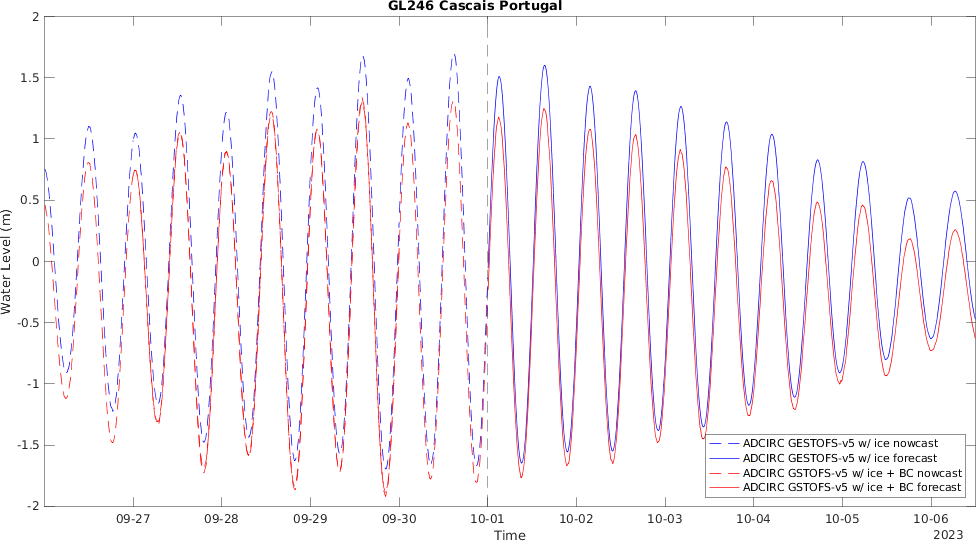 GL246 Cascais Portugal
2
1.5
1
0.5
0
-0.5
-1
-1.5
-2
Water Level (m)
09-27 09-28 09-29 09-30 10-01 10-02 10-03 10-04 10-05 10-06
Time
2023
ADCIRC GESTOFS-v5 w/ ice nowcast
ADCIRC GESTOFS-v5 w/ ice forecast
ADCIRC GSTOFS-v5 w/ ice + BC nowcast
ADCIRC GSTOFS-v5 w/ ice + BC forecast